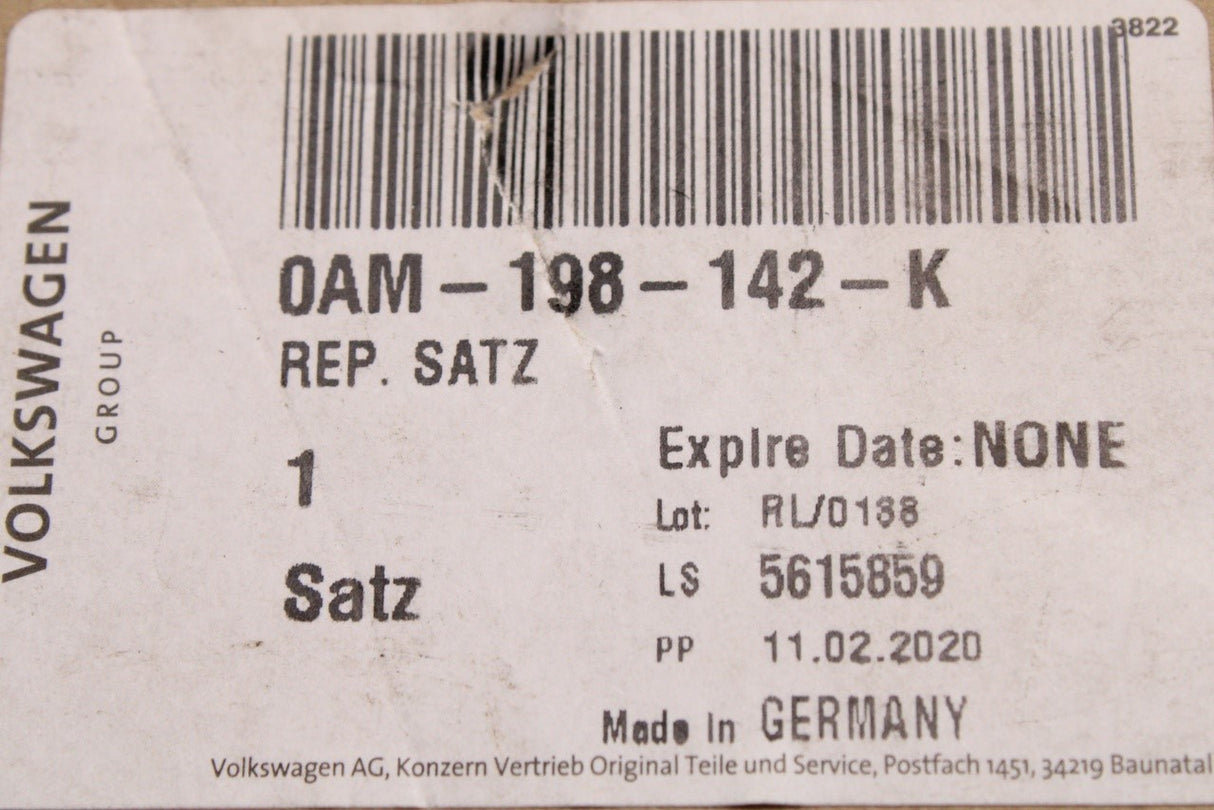 3822
VOLKSWAGEN
GROUP
0AM - 198 - 142 - K
REP. SATZ
1
Satz
Expire Date: NONE
Lot: RL/0138
LS 5615859
PP 11.02.2020
Made in GERMANY
Volkswagen AG, Konzern Vertrieb Original Teile und Service, Postfach 1451, 34219 Baunatal